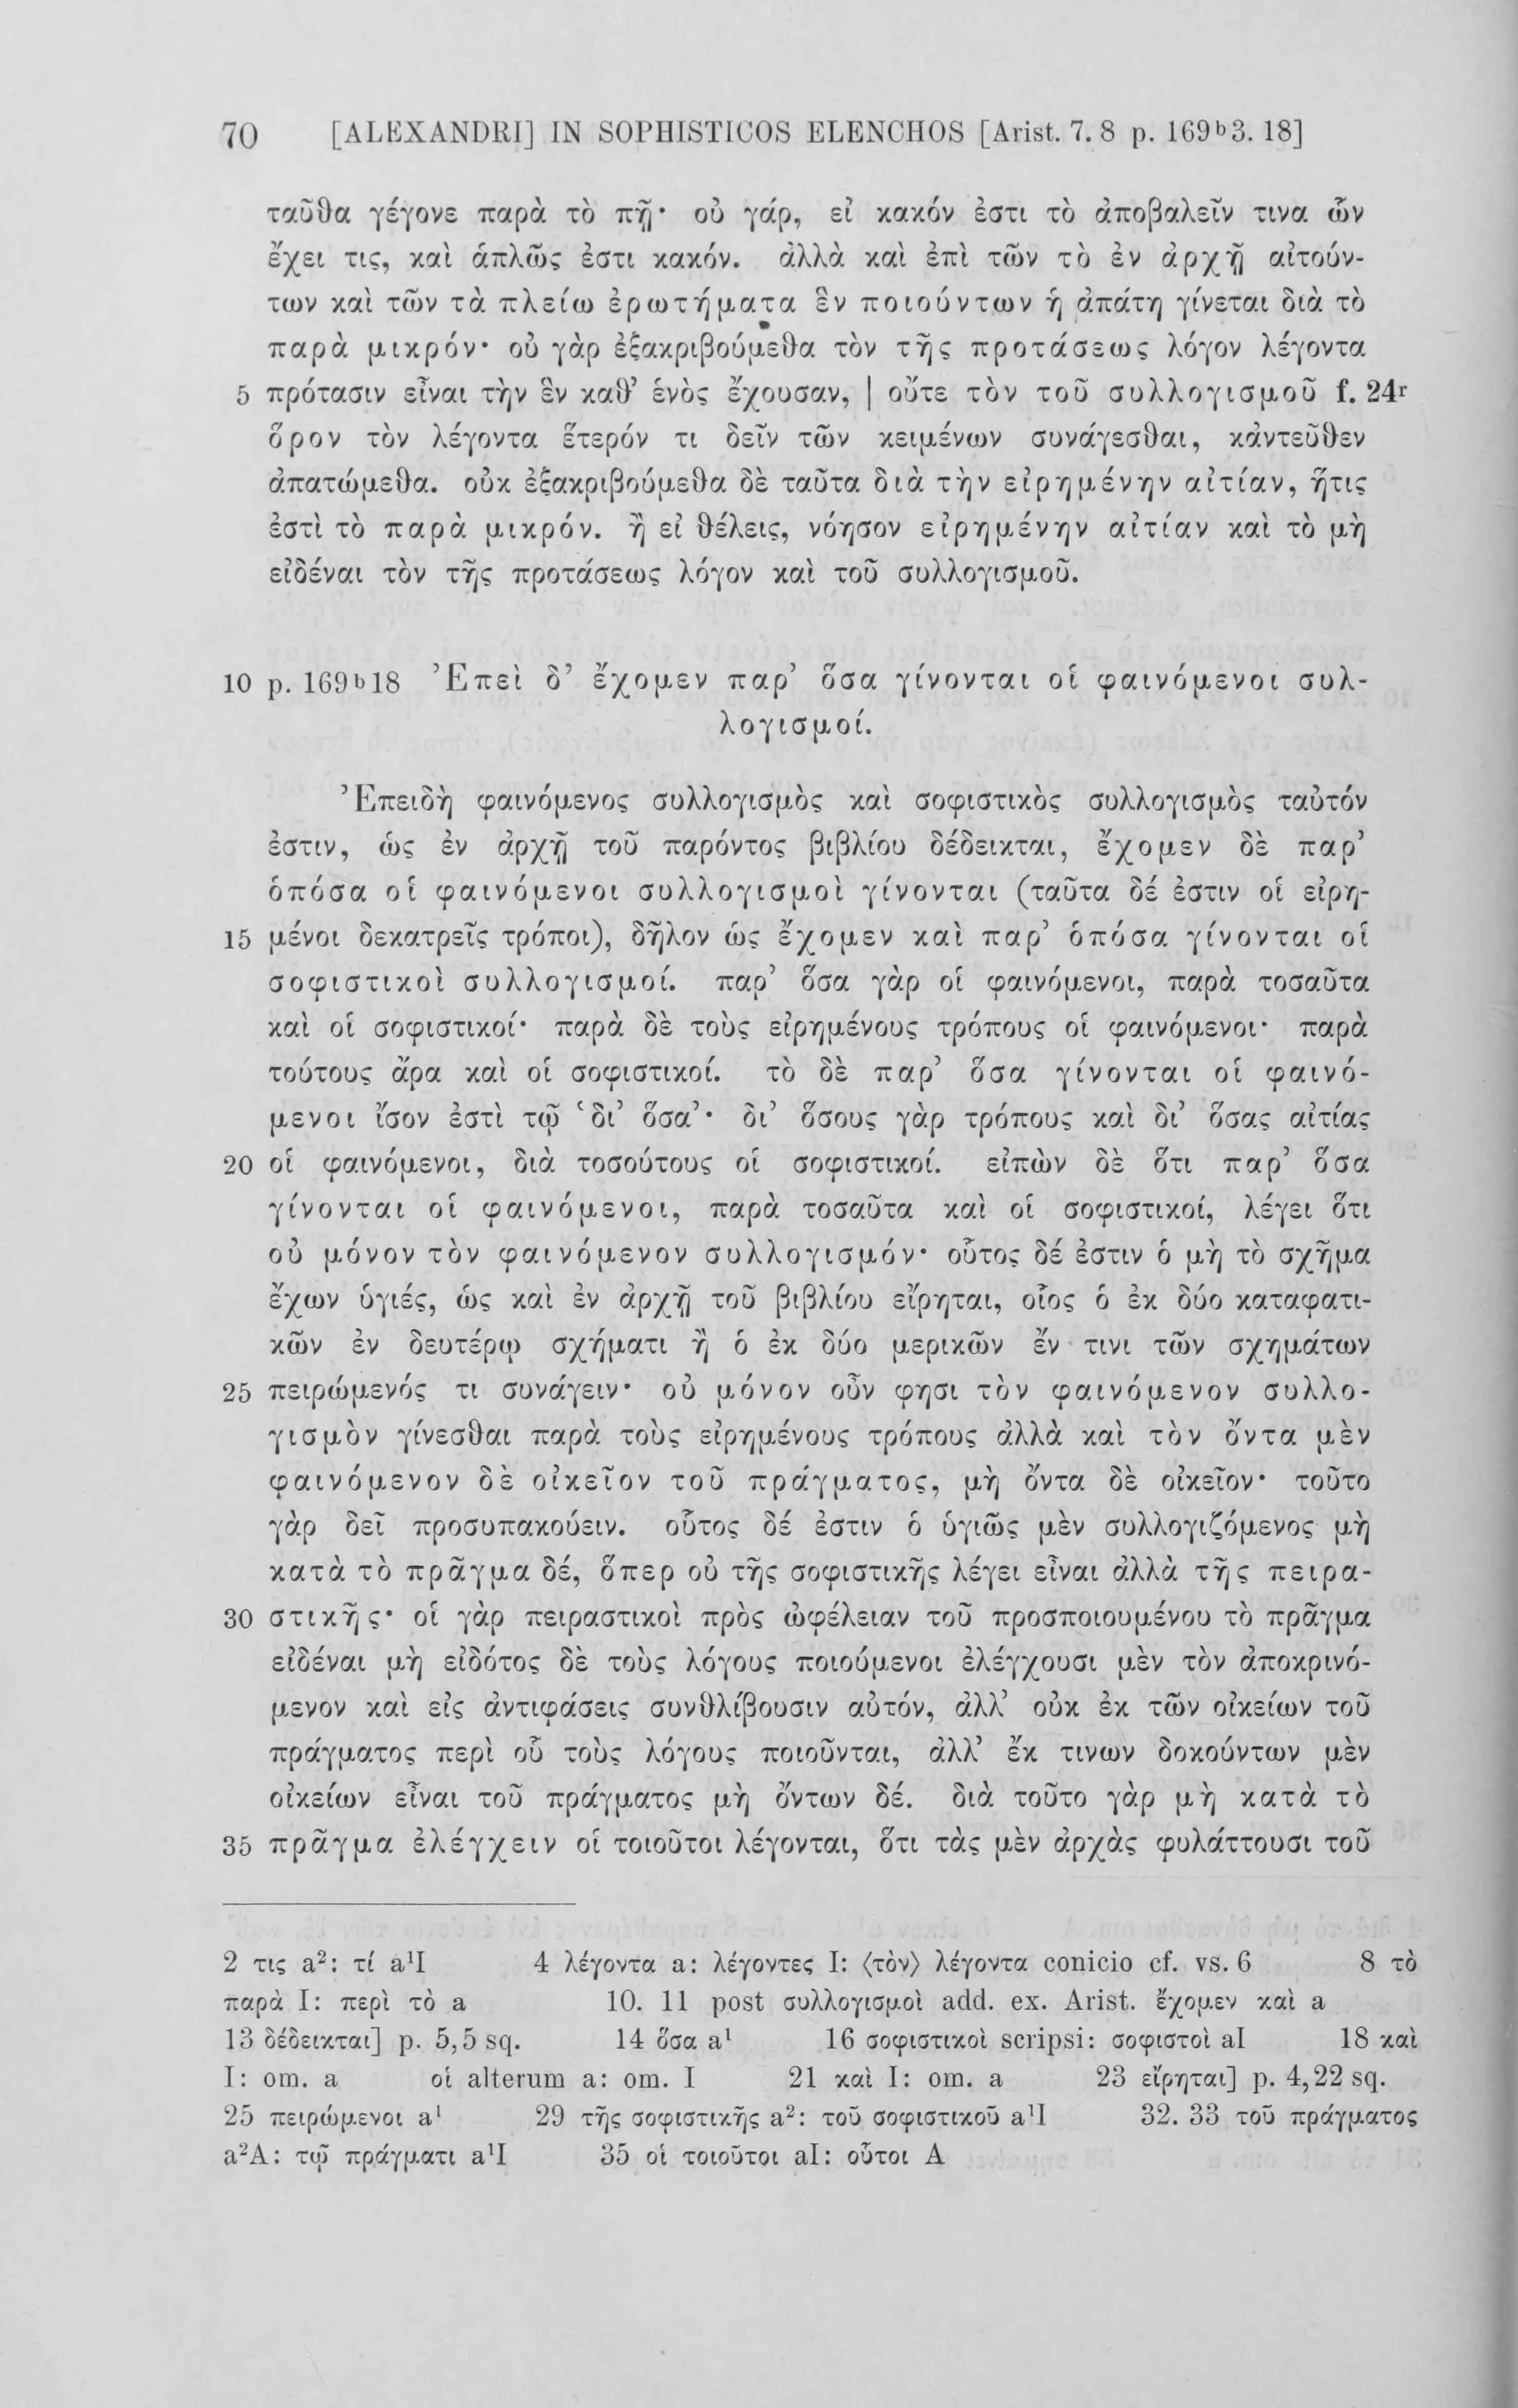 70 [ALEXANDRI] IN SOPHISTICOS ELENCHOS [Arist. 7. 8 p. 169ᵇ3. 18]
ταῦθα γέγονε παρὰ τὸ πῇ· οὐ γάρ, εἰ κακόν ἐστι τὸ ἀποβαλεῖν τινα ὧν
ἔχει τις, καὶ ἁπλῶς ἐστι κακόν. ἀλλὰ καὶ ἐπὶ τῶν τὸ ἐν ἀρχῇ αἰτούν-
των καὶ τῶν τὰ πλείω ἐρωτήματα ἓν ποιούντων ἡ ἀπάτη γίνεται διὰ τὸ
παρὰ μικρόν· οὐ γὰρ ἐξακριβούμεθα τὸν τῆς προτάσεως λόγον λέγοντα
5 πρότασιν εἶναι τὴν ἓν καθ’ ἑνὸς ἔχουσαν, | οὔτε τὸν τοῦ συλλογισμοῦ f. 24ʳ
ὅρον τὸν λέγοντα ἕτερόν τι δεῖν τῶν κειμένων συνάγεσθαι, κἀντεῦθεν
ἀπατώμεθα. οὐκ ἐξακριβούμεθα δὲ ταῦτα διὰ τὴν εἰρημένην αἰτίαν, ἥτις
ἐστὶ τὸ παρὰ μικρόν. ἢ εἰ θέλεις, νόησον εἰρημένην αἰτίαν καὶ τὸ μὴ
εἰδέναι τὸν τῆς προτάσεως λόγον καὶ τοῦ συλλογισμοῦ.
10 p. 169ᵇ18 Ἐπεὶ δ’ ἔχομεν παρ’ ὅσα γίνονται οἱ φαινόμενοι συλ-
λογισμοί.
Ἐπειδὴ φαινόμενος συλλογισμὸς καὶ σοφιστικὸς συλλογισμὸς ταὐτόν
ἐστιν, ὡς ἐν ἀρχῇ τοῦ παρόντος βιβλίου δέδεικται, ἔχομεν δὲ παρ’
ὁπόσα οἱ φαινόμενοι συλλογισμοὶ γίνονται (ταῦτα δέ ἐστιν οἱ εἰρη-
15 μένοι δεκατρεῖς τρόποι), δῆλον ὡς ἔχομεν καὶ παρ’ ὁπόσα γίνονται οἱ
σοφιστικοὶ συλλογισμοί. παρ’ ὅσα γὰρ οἱ φαινόμενοι, παρὰ τοσαῦτα
καὶ οἱ σοφιστικοί· παρὰ δὲ τοὺς εἰρημένους τρόπους οἱ φαινόμενοι· παρὰ
τούτους ἄρα καὶ οἱ σοφιστικοί. τὸ δὲ παρ’ ὅσα γίνονται οἱ φαινό-
μενοι ἴσον ἐστὶ τῷ ‘δι’ ὅσα’· δι’ ὅσους γὰρ τρόπους καὶ δι’ ὅσας αἰτίας
20 οἱ φαινόμενοι, διὰ τοσούτους οἱ σοφιστικοί. εἰπὼν δὲ ὅτι παρ’ ὅσα
γίνονται οἱ φαινόμενοι, παρὰ τοσαῦτα καὶ οἱ σοφιστικοί, λέγει ὅτι
οὐ μόνον τὸν φαινόμενον συλλογισμόν· οὗτος δέ ἐστιν ὁ μὴ τὸ σχῆμα
ἔχων ὑγιές, ὡς καὶ ἐν ἀρχῇ τοῦ βιβλίου εἴρηται, οἷος ὁ ἐκ δύο καταφατι-
κῶν ἐν δευτέρῳ σχήματι ἢ ὁ ἐκ δύο μερικῶν ἔν τινι τῶν σχημάτων
25 πειρώμενός τι συνάγειν· οὐ μόνον οὖν φησι τὸν φαινόμενον συλλο-
γισμὸν γίνεσθαι παρὰ τοὺς εἰρημένους τρόπους ἀλλὰ καὶ τὸν ὄντα μὲν
φαινόμενον δὲ οἰκεῖον τοῦ πράγματος, μὴ ὄντα δὲ οἰκεῖον· τοῦτο
γὰρ δεῖ προσυπακούειν. οὗτος δέ ἐστιν ὁ ὑγιῶς μὲν συλλογιζόμενος μὴ
κατὰ τὸ πρᾶγμα δέ, ὅπερ οὐ τῆς σοφιστικῆς λέγει εἶναι ἀλλὰ τῆς πειρα-
30 στικῆς· οἱ γὰρ πειραστικοὶ πρὸς ὠφέλειαν τοῦ προσποιουμένου τὸ πρᾶγμα
εἰδέναι μὴ εἰδότος δὲ τοὺς λόγους ποιούμενοι ἐλέγχουσι μὲν τὸν ἀποκρινό-
μενον καὶ εἰς ἀντιφάσεις συνθλίβουσιν αὐτόν, ἀλλ’ οὐκ ἐκ τῶν οἰκείων τοῦ
πράγματος περὶ οὗ τοὺς λόγους ποιοῦνται, ἀλλ’ ἔκ τινων δοκούντων μὲν
οἰκείων εἶναι τοῦ πράγματος μὴ ὄντων δέ. διὰ τοῦτο γὰρ μὴ κατὰ τὸ
35 πρᾶγμα ἐλέγχειν οἱ τοιοῦτοι λέγονται, ὅτι τὰς μὲν ἀρχὰς φυλάττουσι τοῦ
2 τις a²: τί a¹I 4 λέγοντα a: λέγοντες I: ⟨τὸν⟩ λέγοντα conicio cf. vs. 6 8 τὸ
παρὰ I: περὶ τὸ a 10. 11 post συλλογισμοὶ add. ex. Arist. ἔχομεν καὶ a
13 δέδεικται] p. 5,5 sq. 14 ὅσα a¹ 16 σοφιστικοὶ scripsi: σοφιστοὶ aI 18 καὶ
I: om. a οἱ alterum a: om. I 21 καὶ I: om. a 23 εἴρηται] p. 4,22 sq.
25 πειρώμενοι a¹ 29 τῆς σοφιστικῆς a²: τοῦ σοφιστικοῦ a¹I 32. 33 τοῦ πράγματος
a²A: τῷ πράγματι a¹I 35 οἱ τοιοῦτοι aI: οὗτοι A